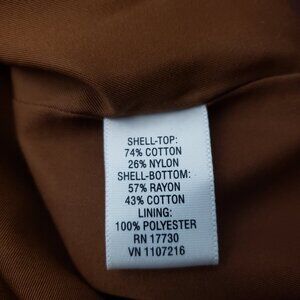 SHELL-TOP:
74% COTTON
26% NYLON
SHELL-BOTTOM:
57% RAYON
43% COTTON
LINING:
100% POLYESTER
RN 17730
VN 1107216